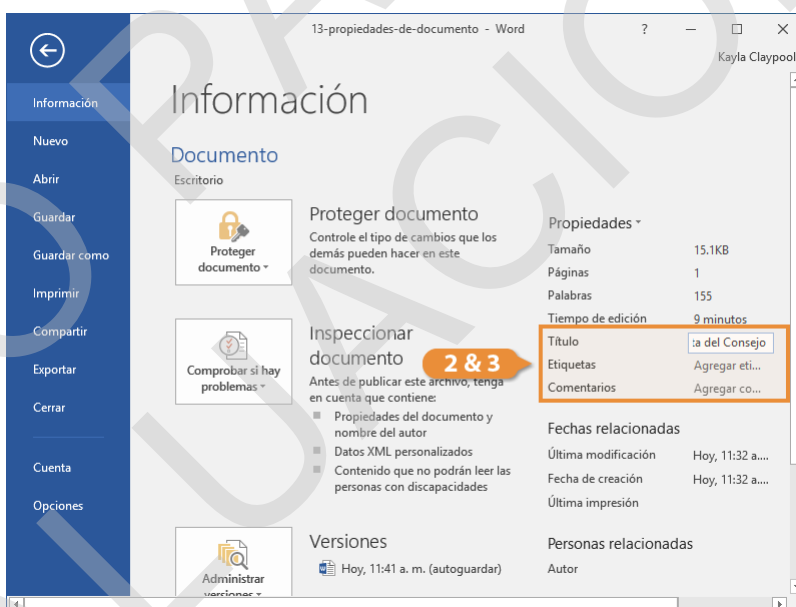 13-propiedades-de-documento - Word
?
Kayla Claypool
Información
Nuevo
Abrir
Guardar
Guardar como
Imprimir
Compartir
Exportar
Cerrar
Cuenta
Opciones
Información
Documento
Escritorio
Proteger
documento
Proteger documento
Controle el tipo de cambios que los
demás pueden hacer en este
documento.
Comprobar si hay
problemas
Inspeccionar
documento
Antes de publicar este archivo, tenga
en cuenta que contiene:
Propiedades del documento y
nombre del autor
Datos XML personalizados
Contenido que no podrán leer las
personas con discapacidades
Administrar
versiones
Versiones
Hoy, 11:41 a. m. (autoguardar)
2 & 3
Propiedades
Tamaño 15.1KB
Páginas 1
Palabras 155
Tiempo de edición 9 minutos
Título a del Consejo
Etiquetas Agregar eti...
Comentarios Agregar co...
Fechas relacionadas
Última modificación Hoy, 11:32 a....
Fecha de creación Hoy, 11:32 a....
Última impresión
Personas relacionadas
Autor